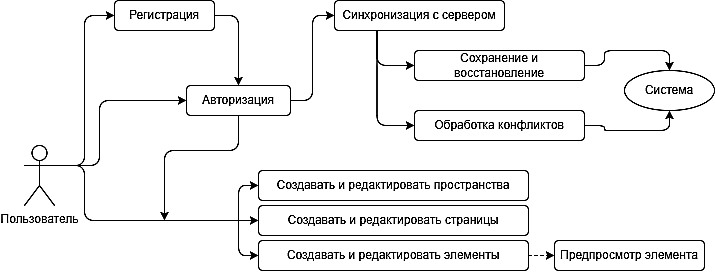 Регистрация
Синхронизация с сервером
Сохранение и
восстановление
Система
Авторизация
Обработка конфликтов
Пользователь
Создавать и редактировать пространства
Создавать и редактировать страницы
Создавать и редактировать элементы
Предпросмотр элемента